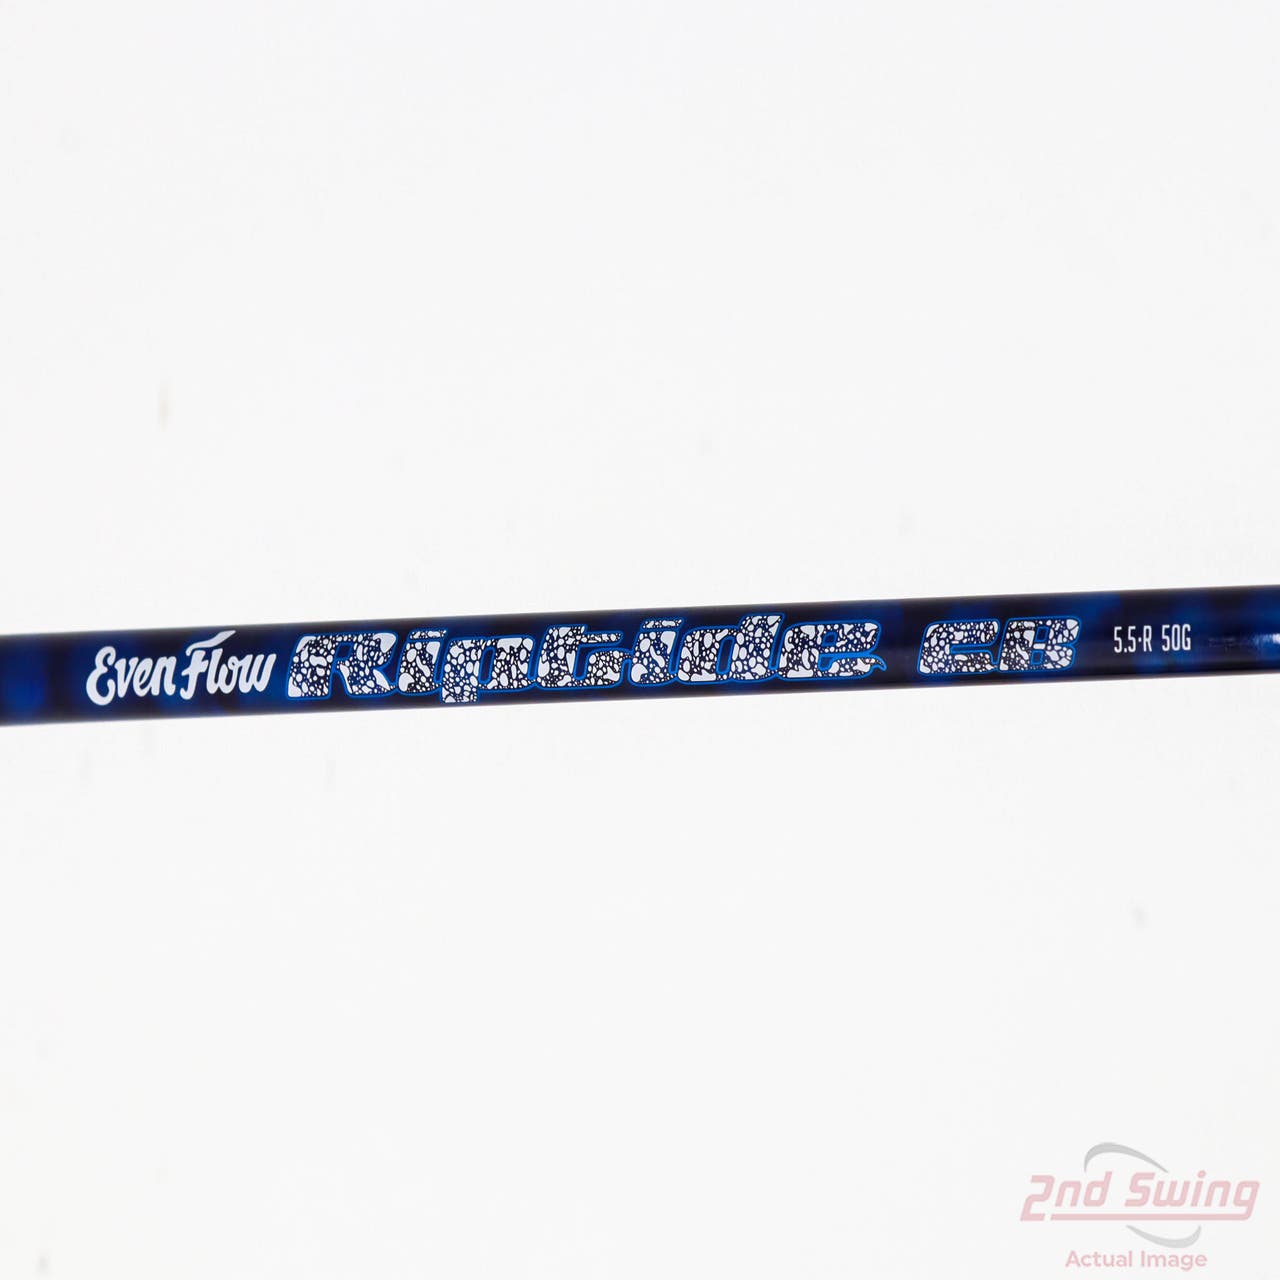 EvenFlow Riptide CB 5.5·R 50G
2nd Swing
Actual Image